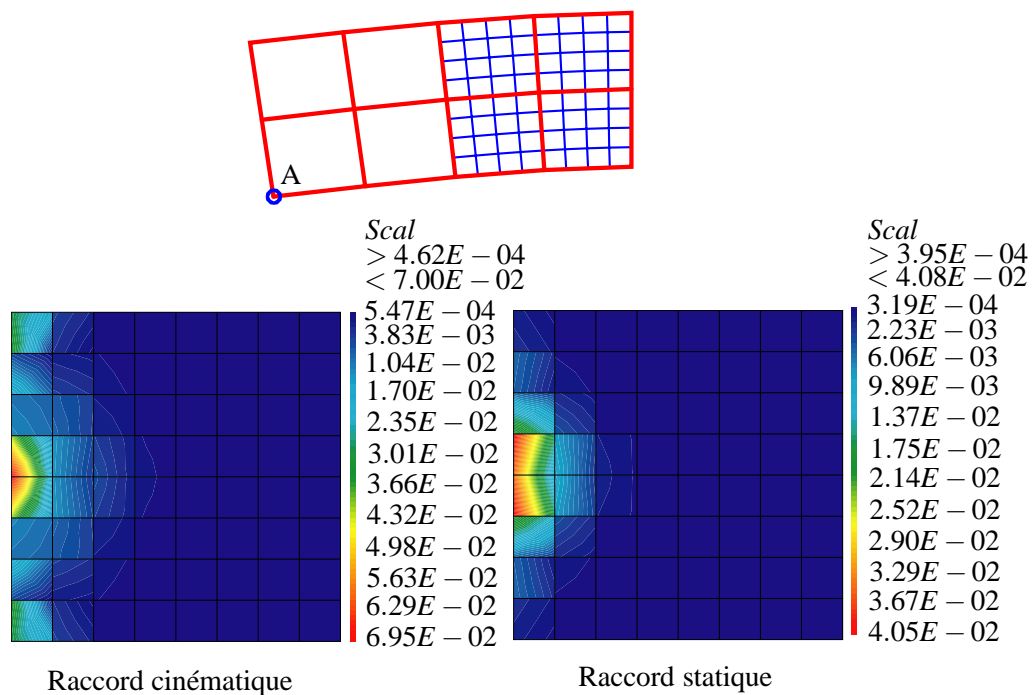 A
Scal
> 4.62E − 04
< 7.00E − 02
5.47E − 04
3.83E − 03
1.04E − 02
1.70E − 02
2.35E − 02
3.01E − 02
3.66E − 02
4.32E − 02
4.98E − 02
5.63E − 02
6.29E − 02
6.95E − 02
Raccord cinématique
Scal
> 3.95E − 04
< 4.08E − 02
3.19E − 04
2.23E − 03
6.06E − 03
9.89E − 03
1.37E − 02
1.75E − 02
2.14E − 02
2.52E − 02
2.90E − 02
3.29E − 02
3.67E − 02
4.05E − 02
Raccord statique